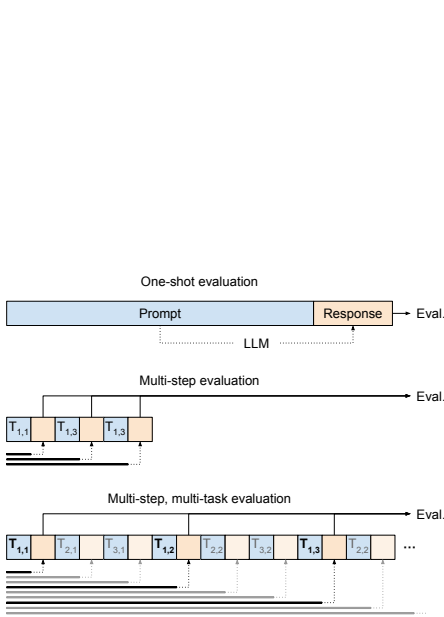 One-shot evaluation
Prompt Response Eval.
LLM
Multi-step evaluation
Eval.
T1,1 T1,3 T1,3
Multi-step, multi-task evaluation
Eval.
T1,1 T2,1 T3,1 T1,2 T2,2 T3,2 T1,3 T2,2 ...